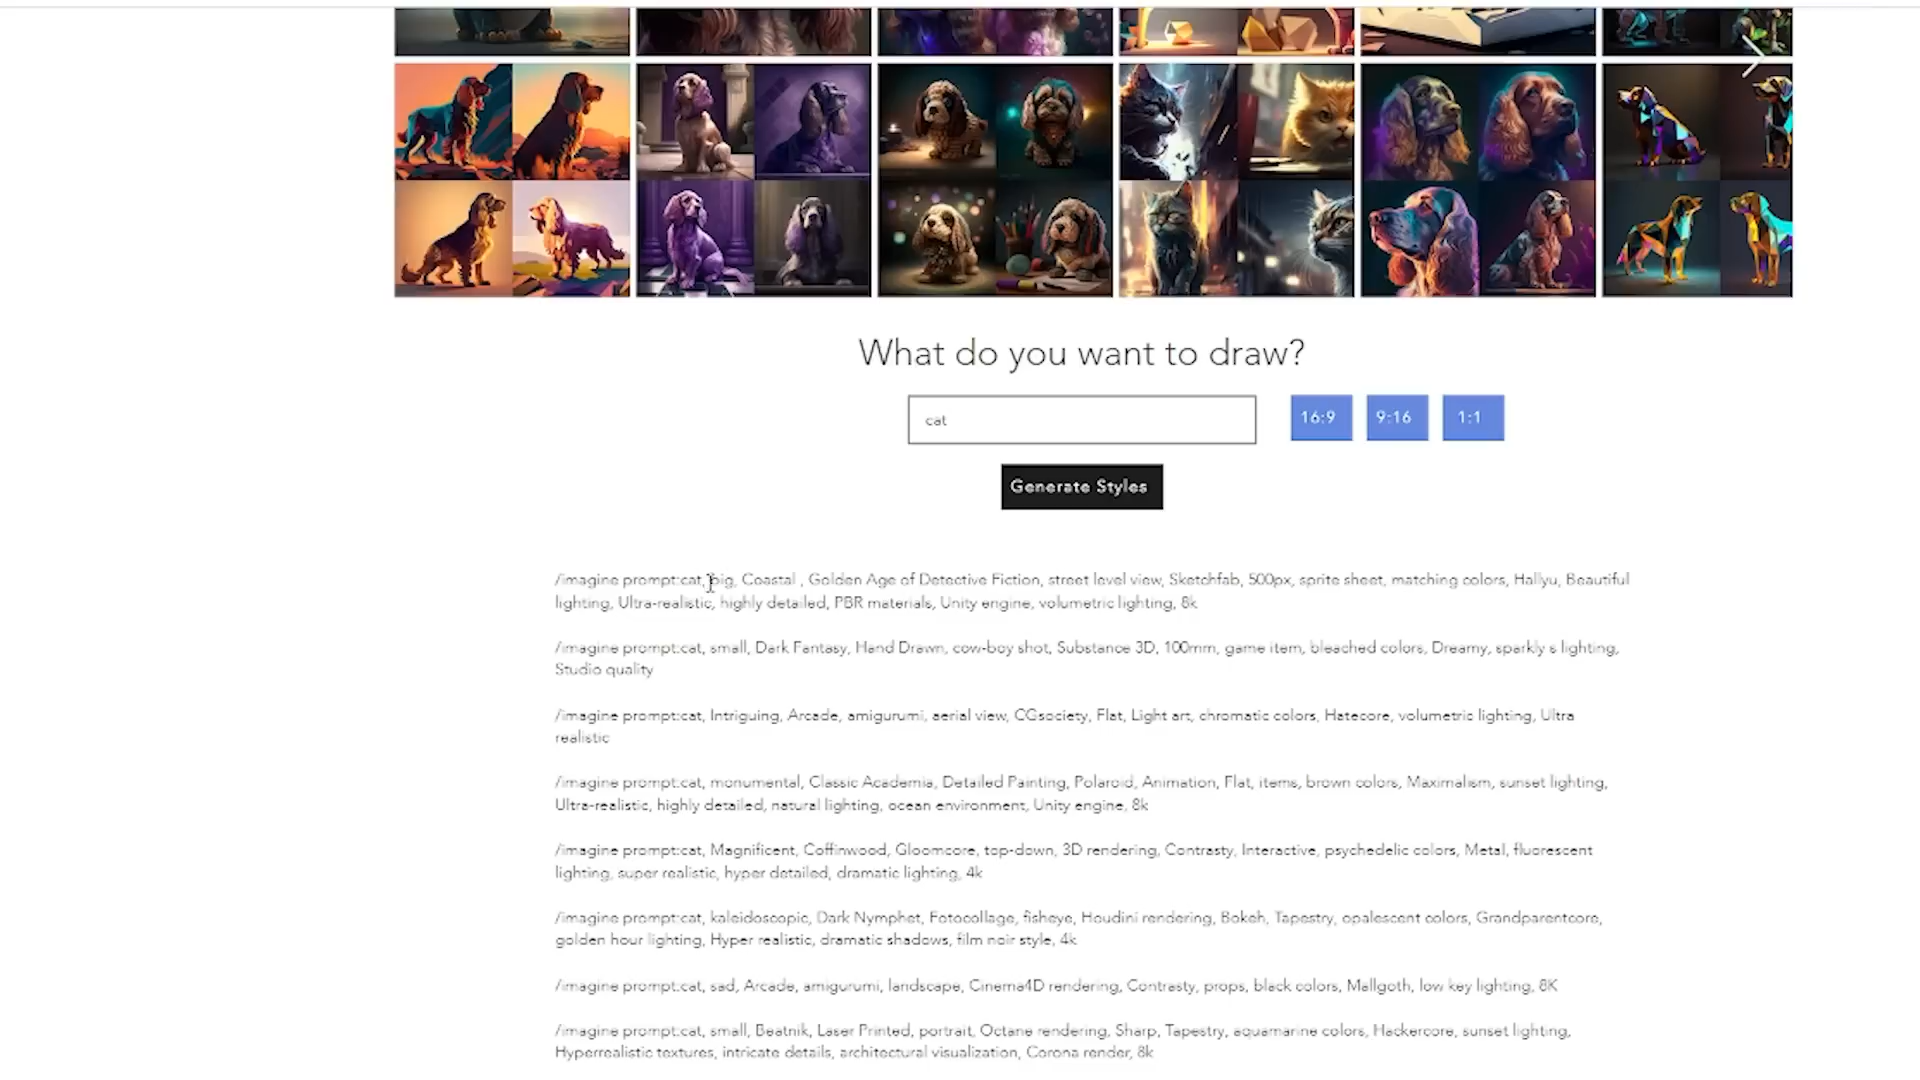 What do you want to draw?
cat
16:9
9:16
1:1
Generate Styles
/imagine prompt:cat, big, Coastal , Golden Age of Detective Fiction, street level view, Sketchfab, 500px, sprite sheet, matching colors, Hallyu, Beautiful
lighting, Ultra-realistic, highly detailed, PBR materials, Unity engine, volumetric lighting, 8k
/imagine prompt:cat, small, Dark Fantasy, Hand Drawn, cow-boy shot, Substance 3D, 100mm, game item, bleached colors, Dreamy, sparkly s lighting,
Studio quality
/imagine prompt:cat, Intriguing, Arcade, amigurumi, aerial view, CGsociety, Flat, Light art, chromatic colors, Hatecore, volumetric lighting, Ultra
realistic
/imagine prompt:cat, monumental, Classic Academia, Detailed Painting, Polaroid, Animation, Flat, items, brown colors, Maximalism, sunset lighting,
Ultra-realistic, highly detailed, natural lighting, ocean environment, Unity engine, 8k
/imagine prompt:cat, Magnificent, Coffinwood, Gloomcore, top-down, 3D rendering, Contrasty, Interactive, psychedelic colors, Metal, fluorescent
lighting, super realistic, hyper detailed, dramatic lighting, 4k
/imagine prompt:cat, kaleidoscopic, Dark Nymphet, Fotocollage, fisheye, Houdini rendering, Bokeh, Tapestry, opalescent colors, Grandparentcore,
golden hour lighting, Hyper realistic, dramatic shadows, film noir style, 4k
/imagine prompt:cat, sad, Arcade, amigurumi, landscape, Cinema4D rendering, Contrasty, props, black colors, Mallgoth, low key lighting, 8K
/imagine prompt:cat, small, Beatnik, Laser Printed, portrait, Octane rendering, Sharp, Tapestry, aquamarine colors, Hackercore, sunset lighting,
Hyperrealistic textures, intricate details, architectural visualization, Corona render, 8k